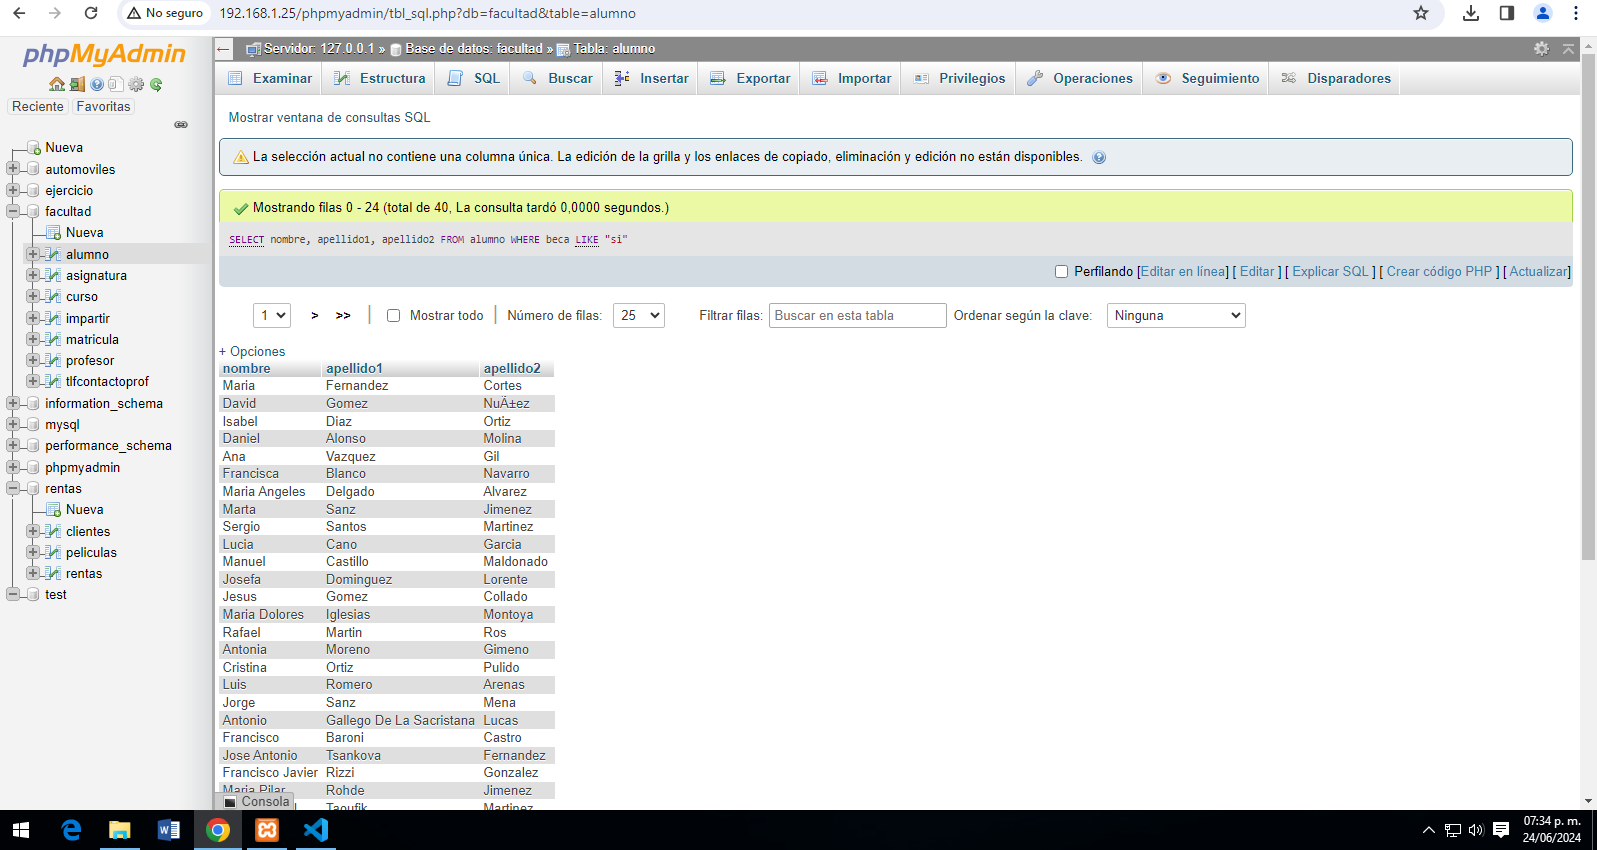 No seguro
192.168.1.25/phpmyadmin/tbl_sql.php?db=facultad&table=alumno
phpMyAdmin
Reciente Favoritas
Nueva
automoviles
ejercicio
facultad
Nueva
alumno
asignatura
curso
impartir
matricula
profesor
tlfcontactoprof
information_schema
mysql
performance_schema
phpmyadmin
rentas
Nueva
clientes
peliculas
rentas
test
Servidor: 127.0.0.1 » Base de datos: facultad » Tabla: alumno
Examinar Estructura SQL Buscar Insertar Exportar Importar Privilegios Operaciones Seguimiento Disparadores
Mostrar ventana de consultas SQL
La selección actual no contiene una columna única. La edición de la grilla y los enlaces de copiado, eliminación y edición no están disponibles.
Mostrando filas 0 - 24 (total de 40, La consulta tardó 0,0000 segundos.)
SELECT nombre, apellido1, apellido2 FROM alumno WHERE beca LIKE "si"
Perfilando [Editar en línea] [ Editar ] [ Explicar SQL ] [ Crear código PHP ] [ Actualizar]
1 > >> | Mostrar todo | Número de filas: 25 Filtrar filas: Buscar en esta tabla Ordenar según la clave: Ninguna
+ Opciones
nombre apellido1 apellido2
Maria Fernandez Cortes
David Gomez NuÄ±ez
Isabel Diaz Ortiz
Daniel Alonso Molina
Ana Vazquez Gil
Francisca Blanco Navarro
Maria Angeles Delgado Alvarez
Marta Sanz Jimenez
Sergio Santos Martinez
Lucia Cano Garcia
Manuel Castillo Maldonado
Josefa Dominguez Lorente
Jesus Gomez Collado
Maria Dolores Iglesias Montoya
Rafael Martin Ros
Antonia Moreno Gimeno
Cristina Ortiz Pulido
Luis Romero Arenas
Jorge Sanz Mena
Antonio Gallego De La Sacristana Lucas
Francisco Baroni Castro
Jose Antonio Tsankova Fernandez
Francisco Javier Rizzi Gonzalez
Maria Pilar Rohde Jimenez
Taoufik Martinez
Consola
07:34 p. m.
24/06/2024